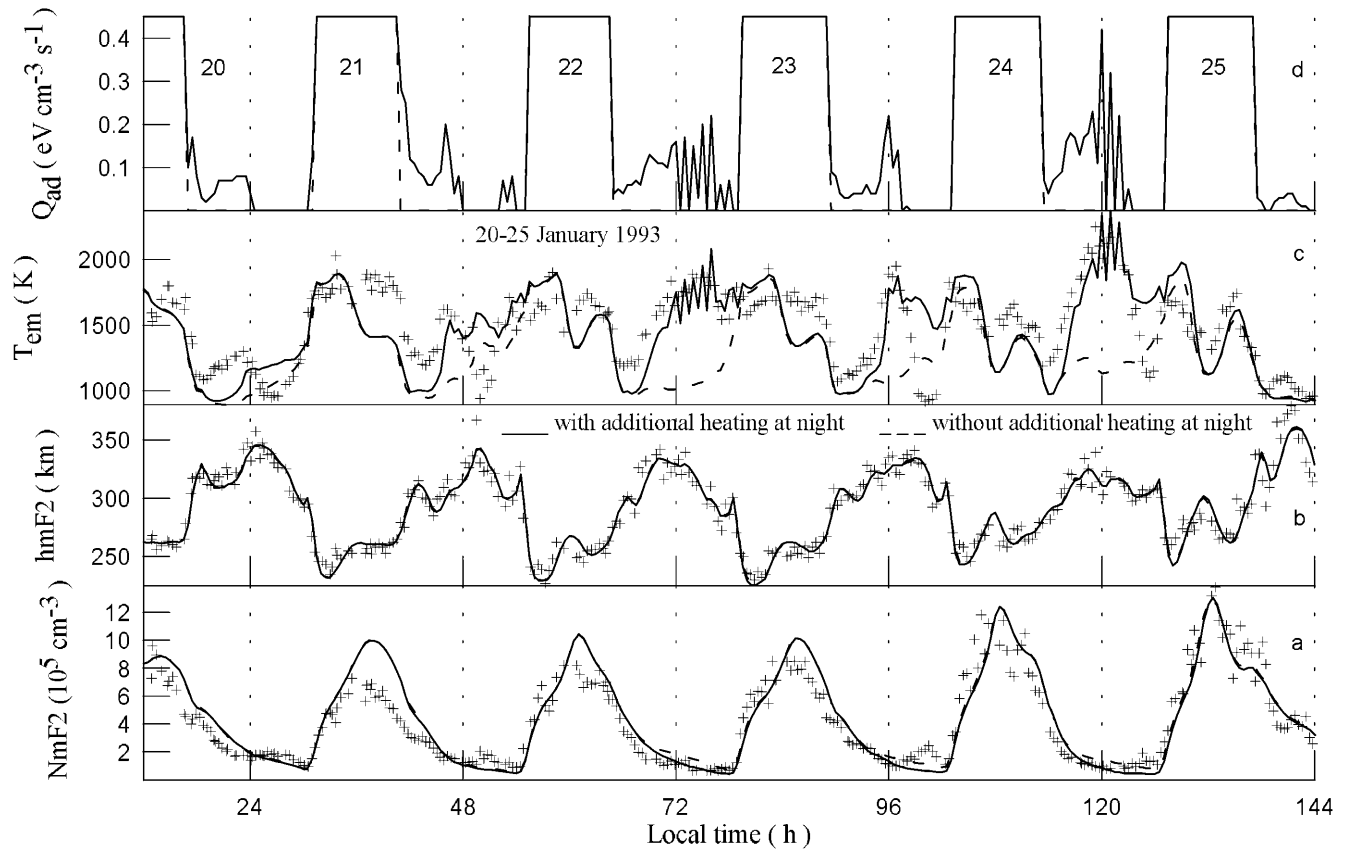 Q_ad ( eV cm^-3 s^-1)
0.4
0.3
0.2
0.1
20
21
22
23
24
25
d
T_em ( K )
2000
1500
1000
20-25 January 1993
c
hmF2 ( km )
350
300
250
with additional heating at night
without additional heating at night
b
NmF2 (10^5 cm^-3)
12
10
8
6
4
2
a
24
48
72
96
120
144
Local time ( h )